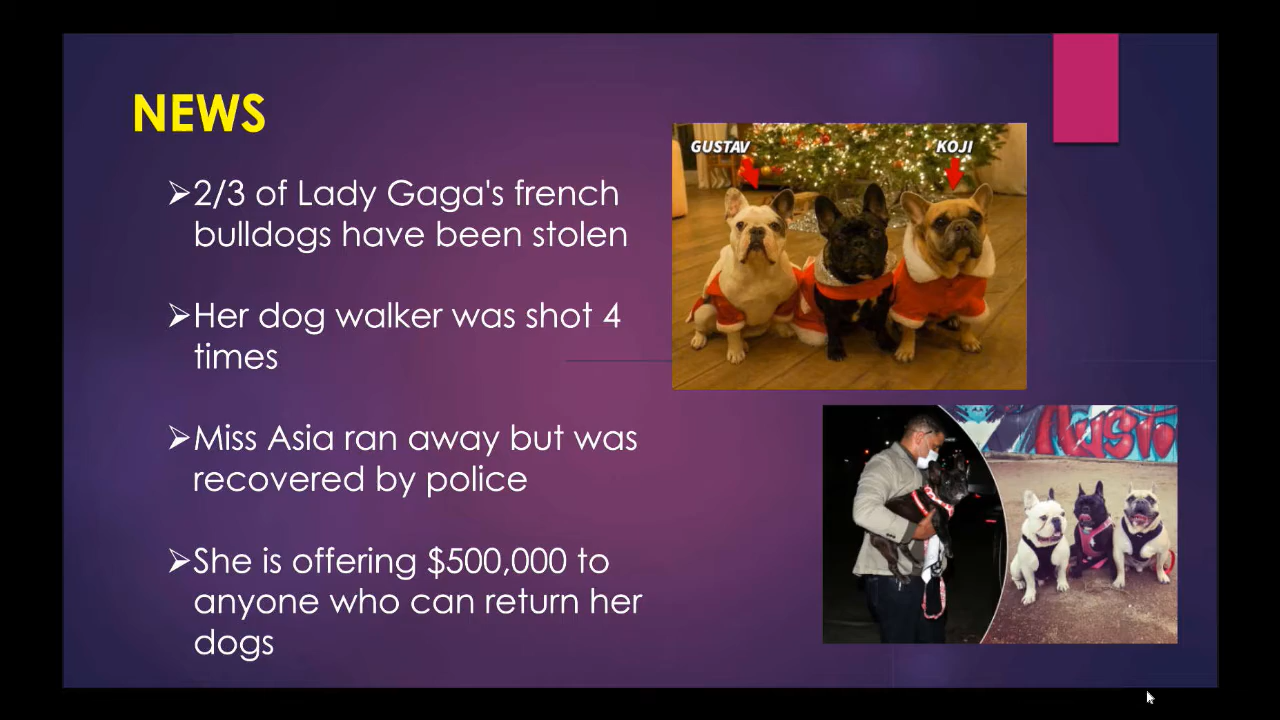 NEWS
➢2/3 of Lady Gaga's french
bulldogs have been stolen
➢Her dog walker was shot 4
times
➢Miss Asia ran away but was
recovered by police
➢She is offering $500,000 to
anyone who can return her
dogs
GUSTAV
KOJI